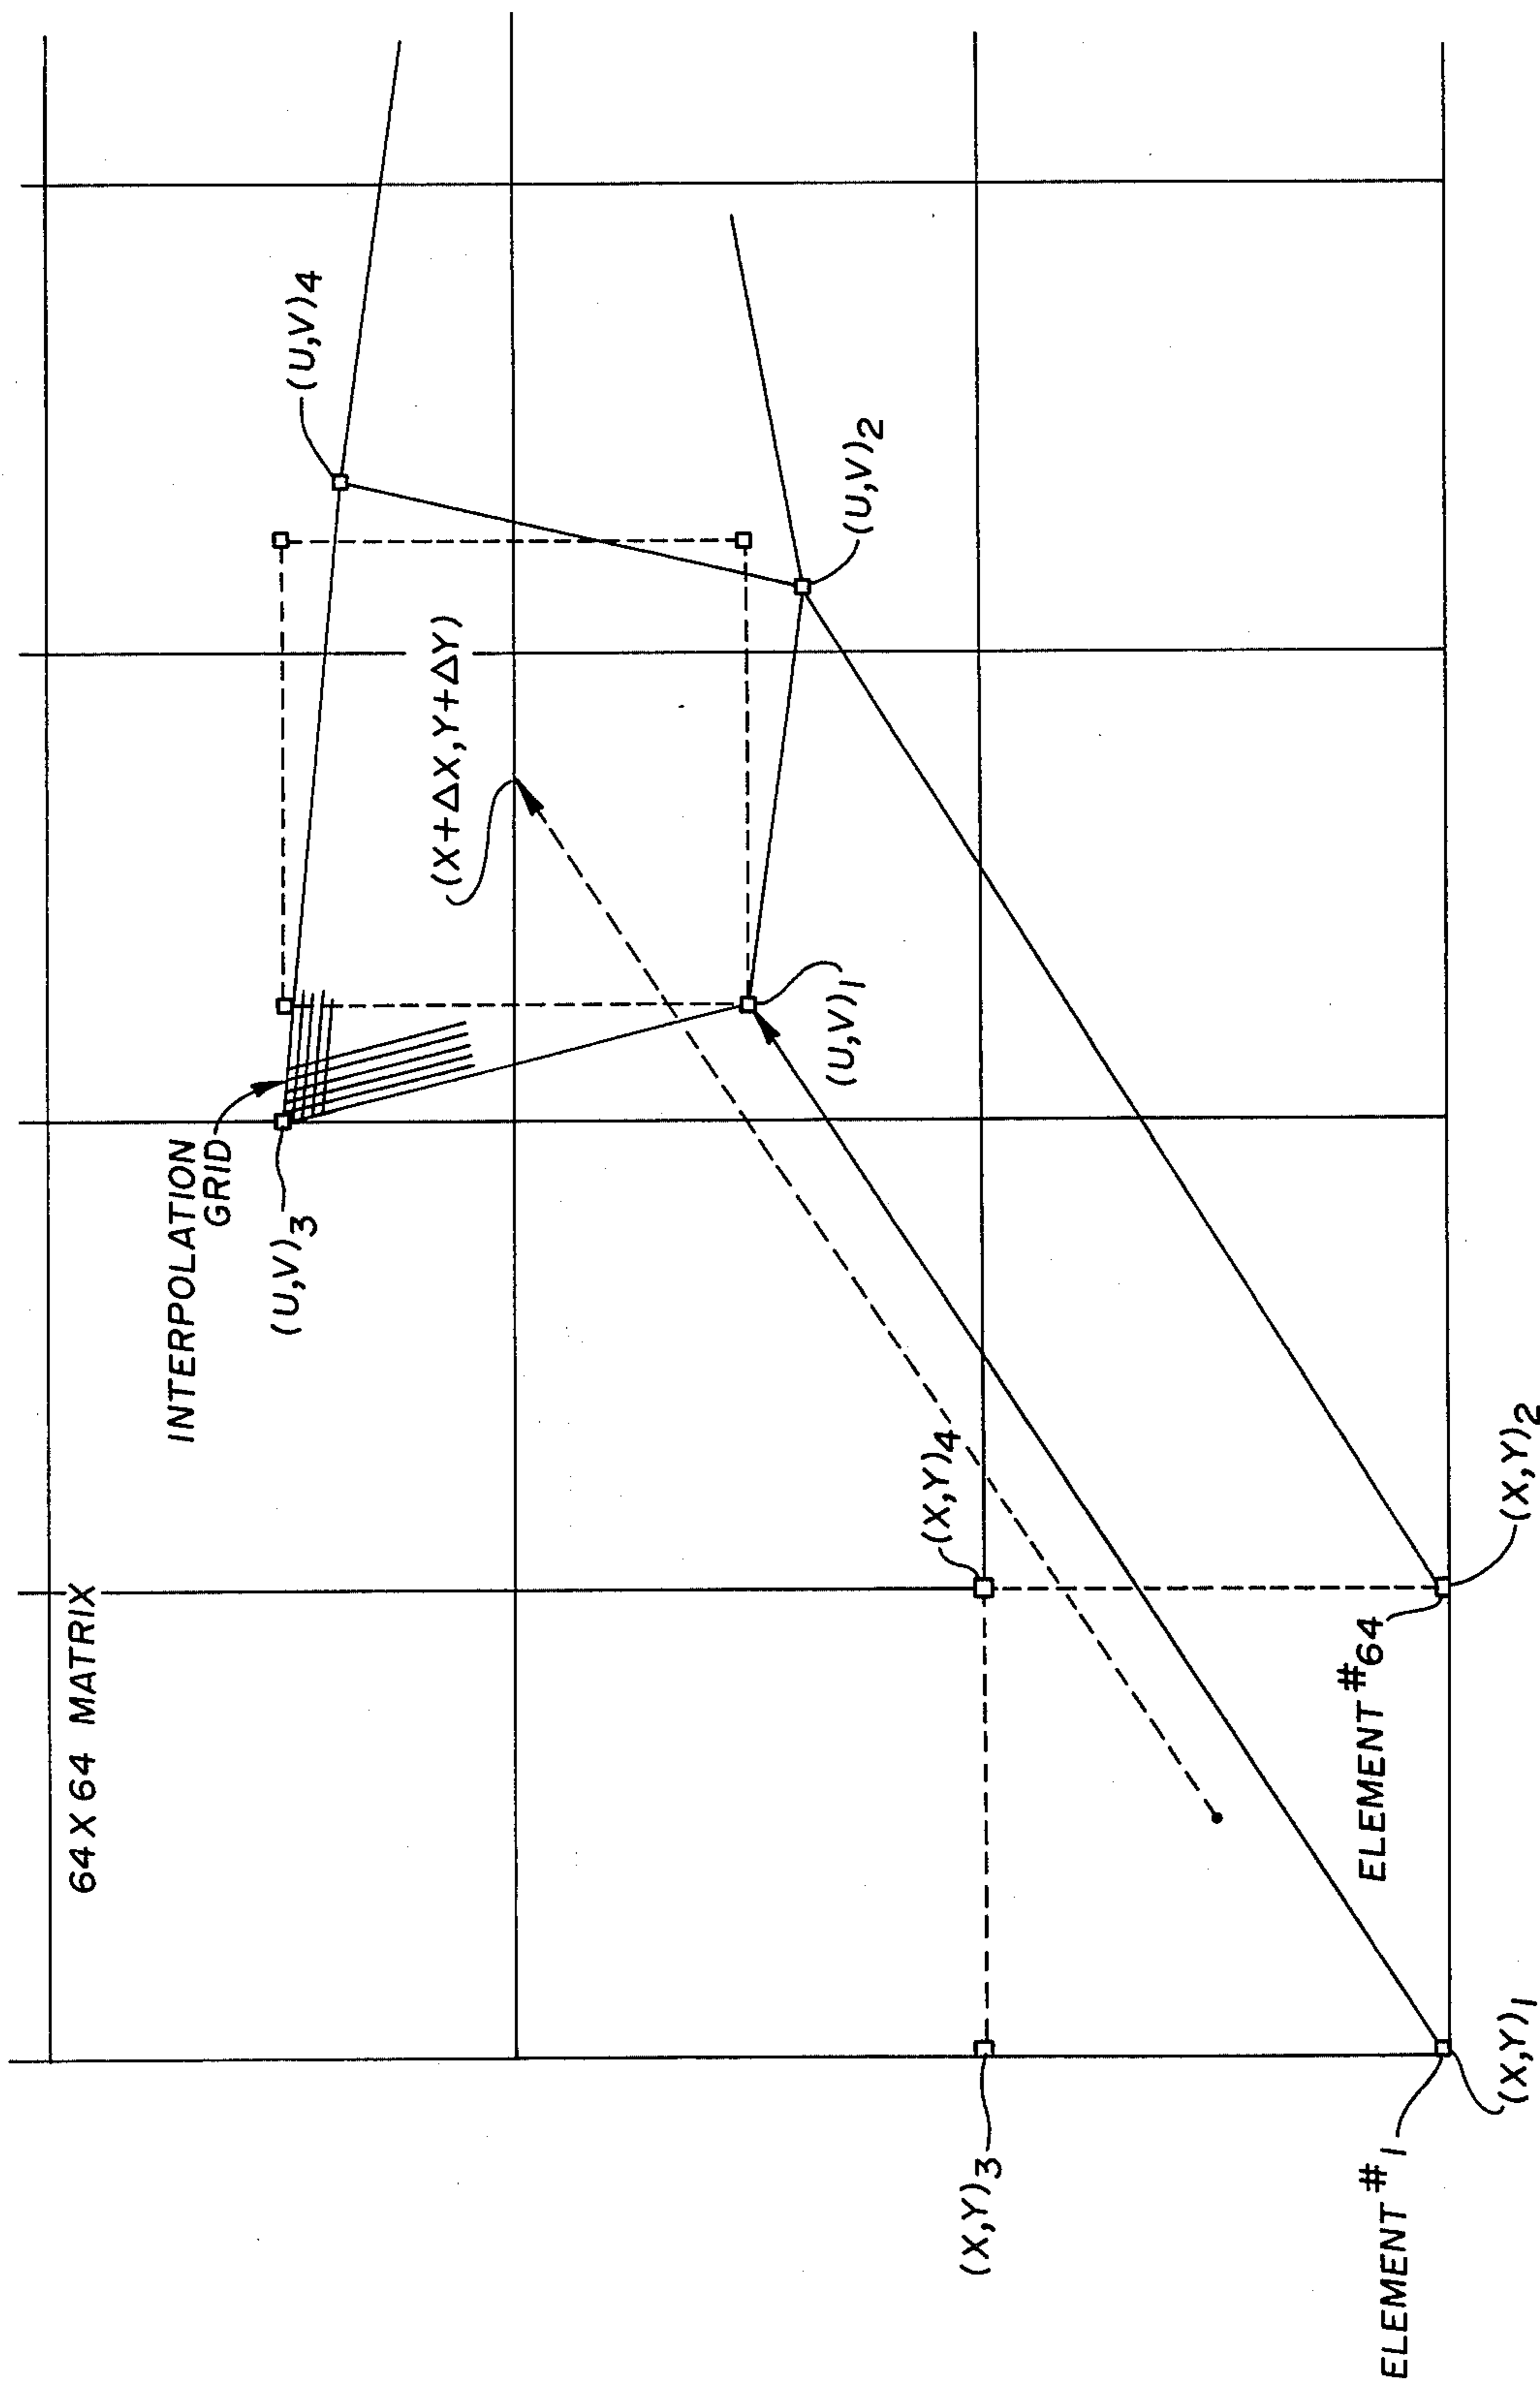 64 X 64 MATRIX
INTERPOLATION
GRID
(U,V)3
(U,V)4
(X+ΔX,Y+ΔY)
(U,V)1
(U,V)2
(X,Y)3
(X,Y)4
ELEMENT #1
ELEMENT #64
(X,Y)1
(X,Y)2